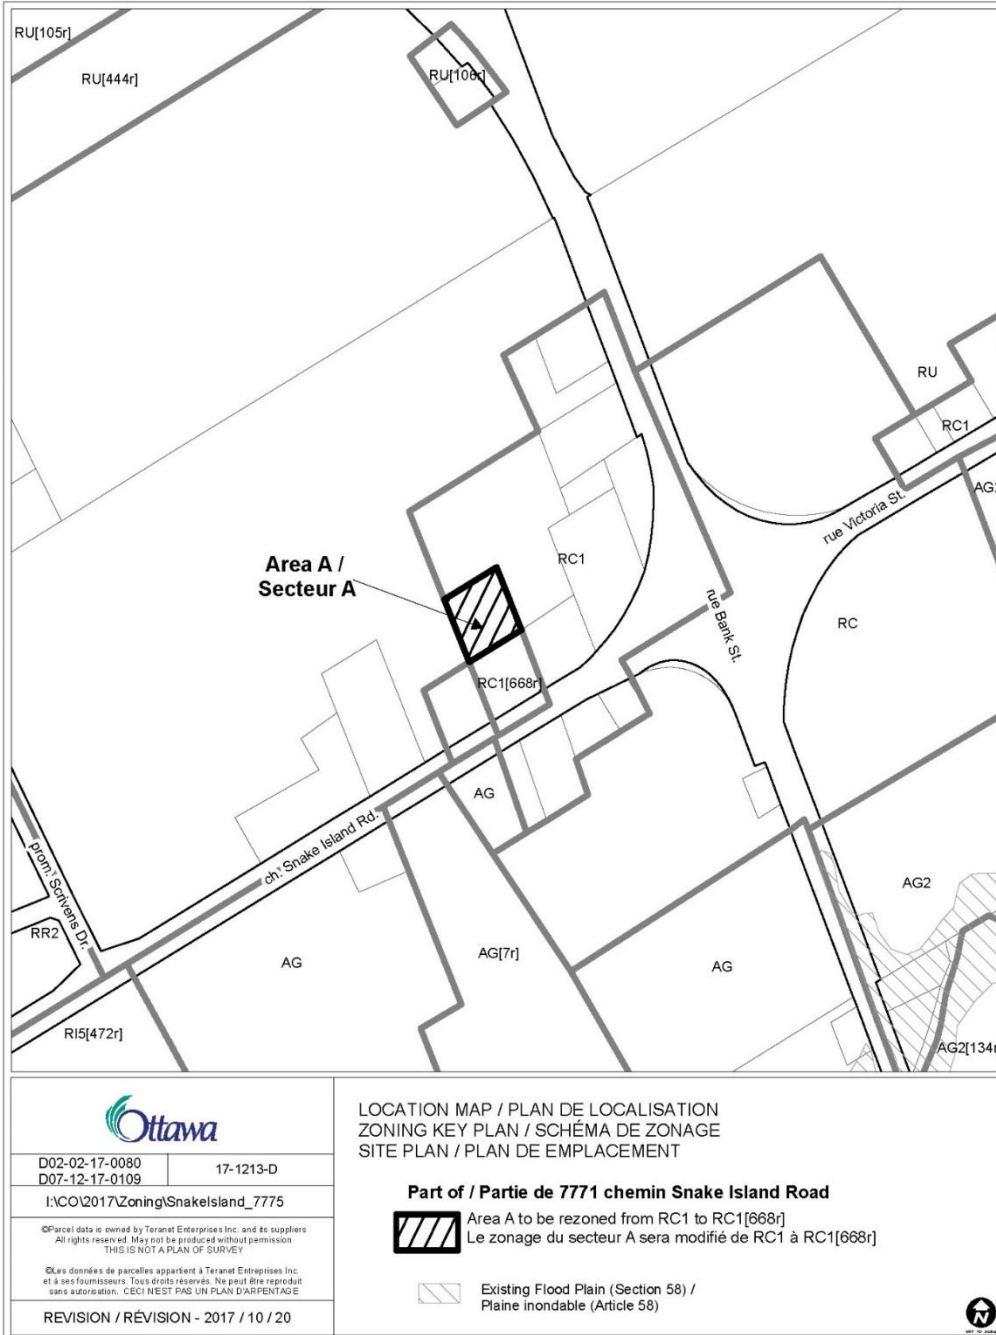 RU[105r]
RU[444r]
RU[106r]
RU
RC1
AG2
rue Victoria St.
Area A /
Secteur A
RC1
rue Bank St.
RC
RC1[668r]
AG
ch. Snake Island Rd.
prom. Scrivens Dr.
RR2
AG2
AG
AG[7r]
AG
RI5[472r]
AG2[134r
Ottawa
D02-02-17-0080
D07-12-17-0109
17-1213-D
I:\CO\2017\Zoning\SnakeIsland_7775
©Parcel data is owned by Teranet Enterprises Inc. and its suppliers
All rights reserved. May not be produced without permission
THIS IS NOT A PLAN OF SURVEY
©Les données de parcelles appartient à Teranet Entreprises Inc.
et à ses fournisseurs. Tous droits réservés. Ne peut être reproduit
sans autorisation. CECI N'EST PAS UN PLAN D'ARPENTAGE
REVISION / RÉVISION - 2017 / 10 / 20
LOCATION MAP / PLAN DE LOCALISATION
ZONING KEY PLAN / SCHÉMA DE ZONAGE
SITE PLAN / PLAN DE EMPLACEMENT
Part of / Partie de 7771 chemin Snake Island Road
Area A to be rezoned from RC1 to RC1[668r]
Le zonage du secteur A sera modifié de RC1 à RC1[668r]
Existing Flood Plain (Section 58) /
Plaine inondable (Article 58)
N
NOT TO SCALE